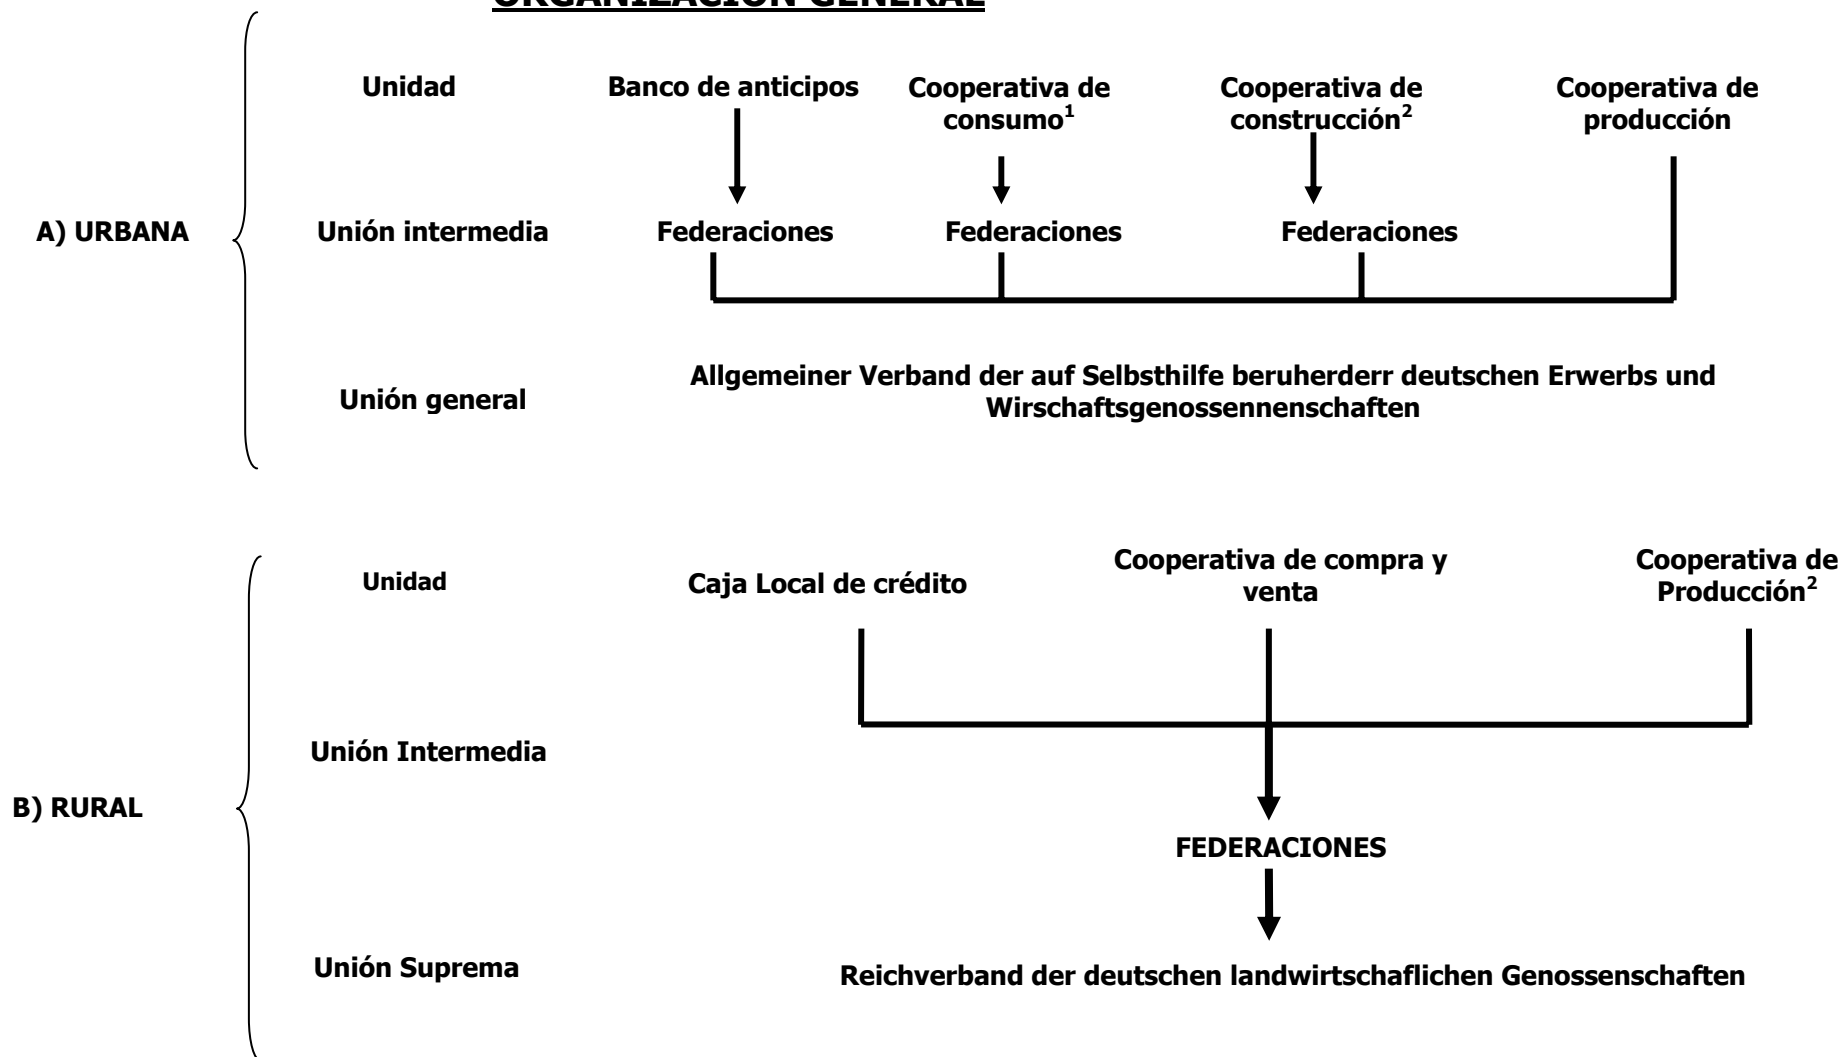 ORGANIZACIÓN GENERAL
Unidad
Banco de anticipos
Cooperativa de
consumo1
Cooperativa de
construcción2
Cooperativa de
producción
A) URBANA
Unión intermedia
Federaciones
Federaciones
Federaciones
Unión general
Allgemeiner Verband der auf Selbsthilfe beruherderr deutschen Erwerbs und
Wirschaftsgenossennenschaften
Unidad
Caja Local de crédito
Cooperativa de compra y
venta
Cooperativa de
Producción2
Unión Intermedia
B) RURAL
FEDERACIONES
Unión Suprema
Reichverband der deutschen landwirtschaflichen Genossenschaften